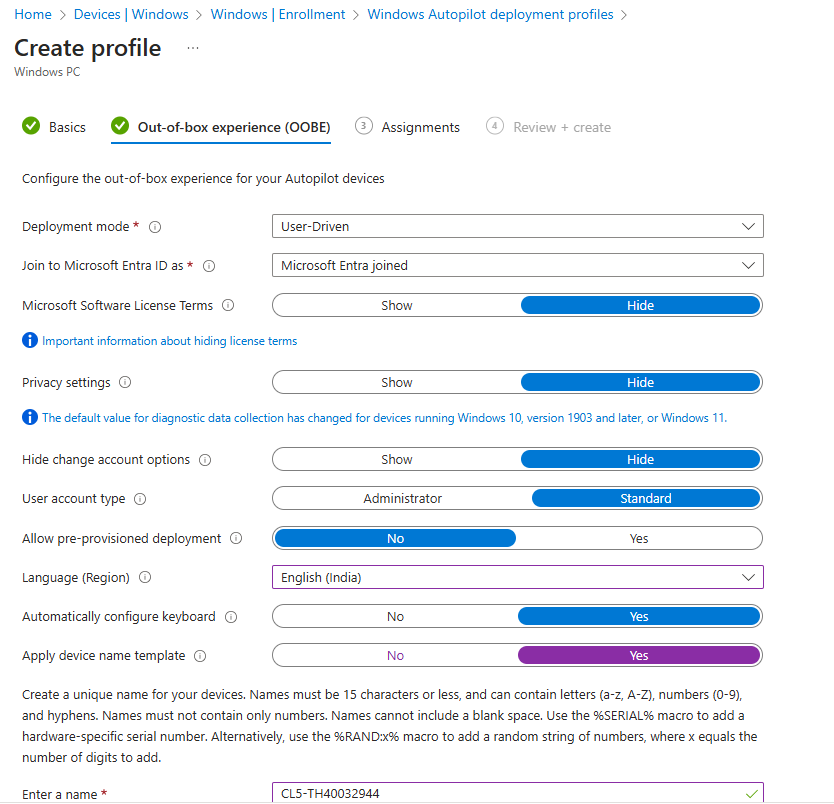 Home > Devices | Windows > Windows | Enrollment > Windows Autopilot deployment profiles >
Create profile ...
Windows PC
Basics Out-of-box experience (OOBE) 3 Assignments 4 Review + create
Configure the out-of-box experience for your Autopilot devices
Deployment mode * User-Driven
Join to Microsoft Entra ID as * Microsoft Entra joined
Microsoft Software License Terms Show Hide
Important information about hiding license terms
Privacy settings Show Hide
The default value for diagnostic data collection has changed for devices running Windows 10, version 1903 and later, or Windows 11.
Hide change account options Show Hide
User account type Administrator Standard
Allow pre-provisioned deployment No Yes
Language (Region) English (India)
Automatically configure keyboard No Yes
Apply device name template No Yes
Create a unique name for your devices. Names must be 15 characters or less, and can contain letters (a-z, A-Z), numbers (0-9),
and hyphens. Names must not contain only numbers. Names cannot include a blank space. Use the %SERIAL% macro to add a
hardware-specific serial number. Alternatively, use the %RAND:x% macro to add a random string of numbers, where x equals the
number of digits to add.
Enter a name * CL5-TH40032944